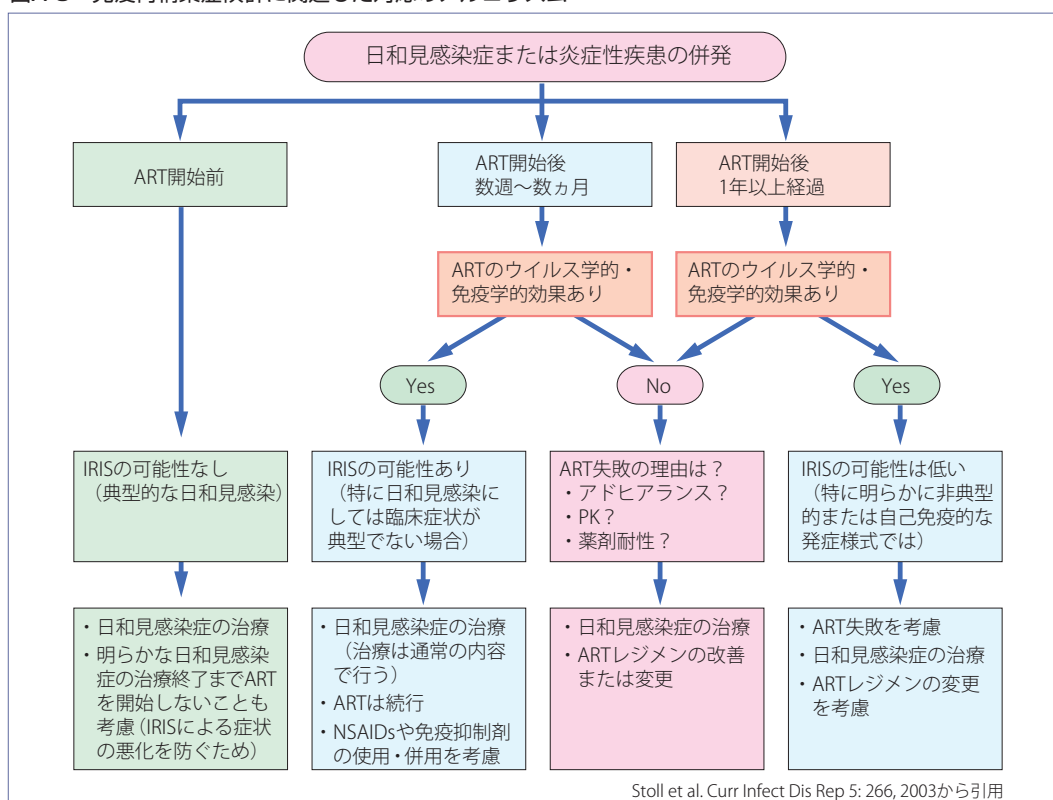 日和見感染症または炎症性疾患の併発
ART開始前
ART開始後
数週～数ヵ月
ART開始後
1年以上経過
ARTのウイルス学的・
免疫学的効果あり
ARTのウイルス学的・
免疫学的効果あり
Yes
No
Yes
IRISの可能性なし
（典型的な日和見感染）
IRISの可能性あり
（特に日和見感染に
しては臨床症状が
典型でない場合）
ART失敗の理由は？
・アドヒアランス？
・PK？
・薬剤耐性？
IRISの可能性は低い
（特に明らかに非典型
的または自己免疫的な
発症様式では）
・日和見感染症の治療
・明らかな日和見感染
症の治療終了までART
を開始しないことも
考慮（IRISによる症状
の悪化を防ぐため）
・日和見感染症の治療
（治療は通常の内容
で行う）
・ARTは続行
・NSAIDsや免疫抑制剤
の使用・併用を考慮
・日和見感染症の治療
・ARTレジメンの改善
または変更
・ART失敗を考慮
・日和見感染症の治療
・ARTレジメンの変更
を考慮
Stoll et al. Curr Infect Dis Rep 5: 266, 2003から引用